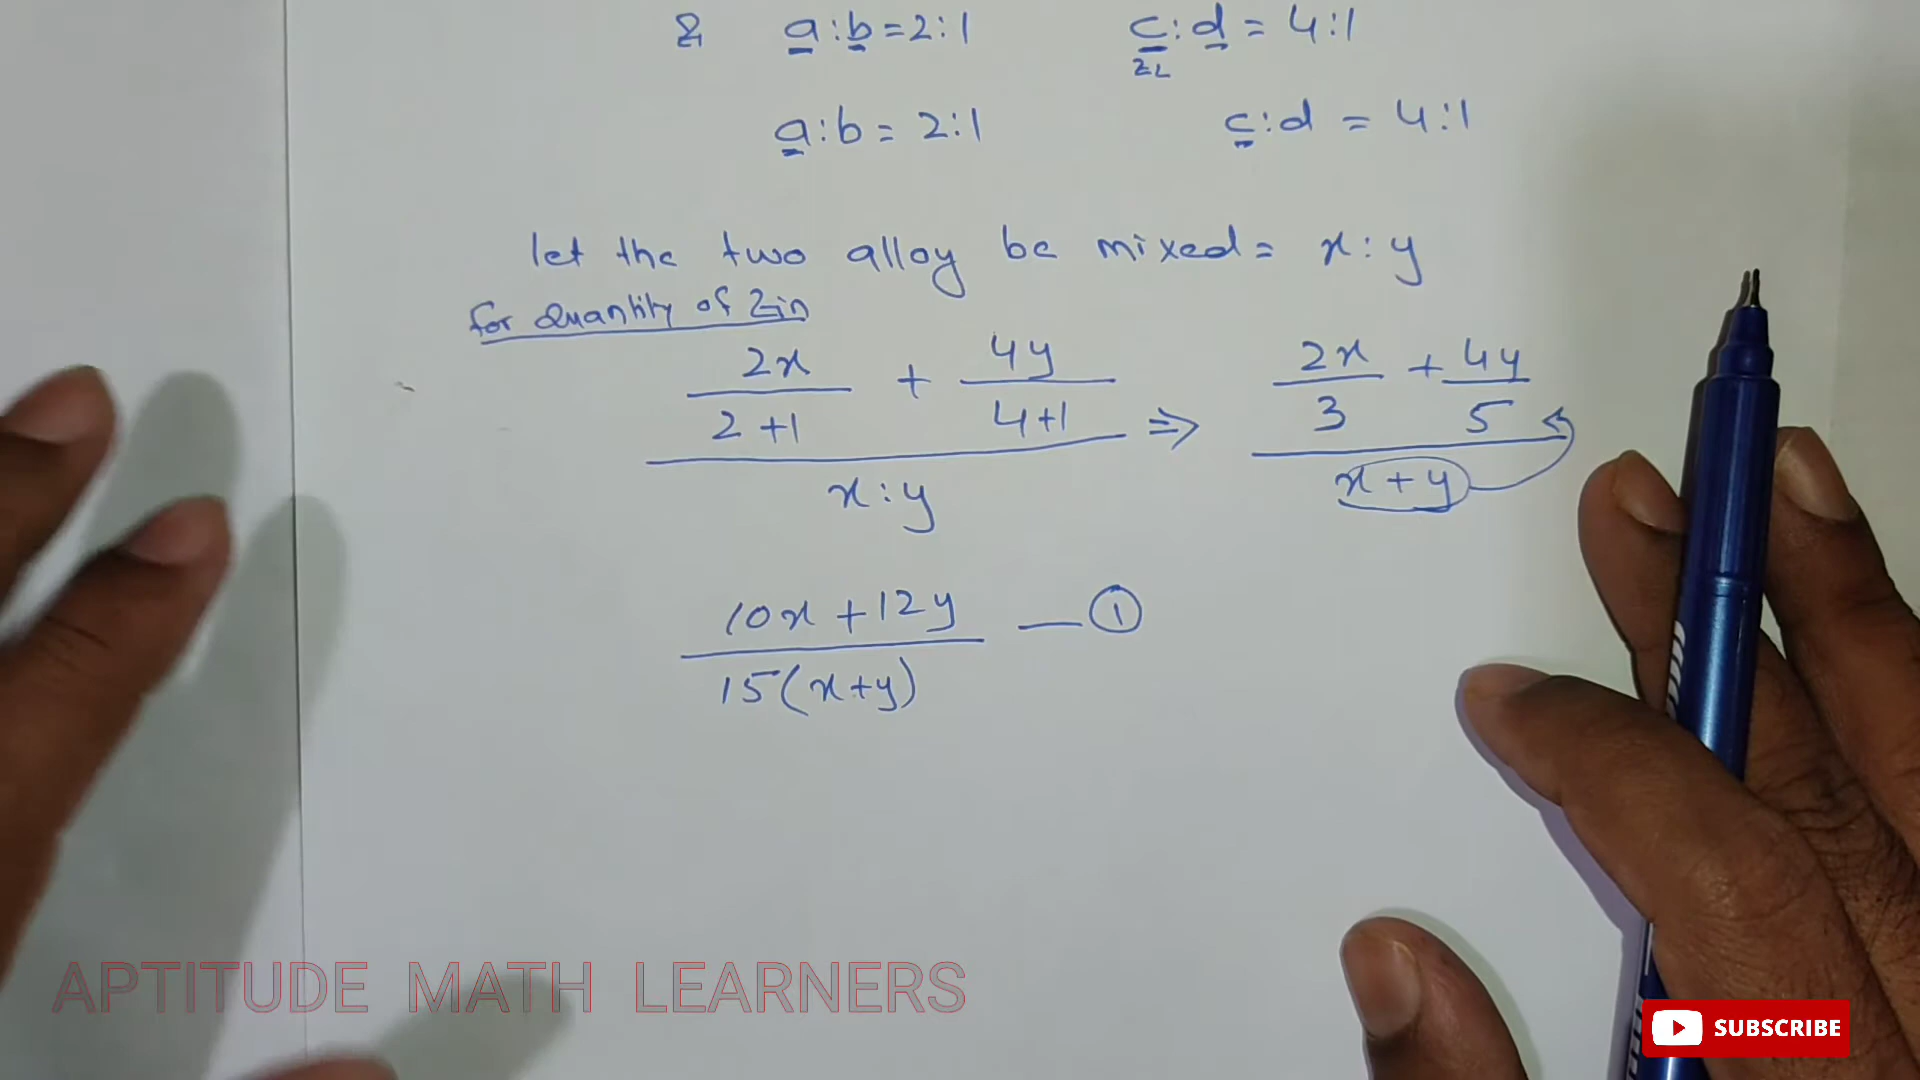 & a:b=2:1 c:d = 4:1
ZL
a:b= 2:1 c:d = 4:1
let the two alloy be mixed= x:y
for Quantity of Zin
2x/2+1 + 4y/4+1 ⇒ 2x/3 + 4y/5
x:y x+y
10x+12y —①
15(x+y)
APTITUDE MATH LEARNERS
SUBSCRIBE